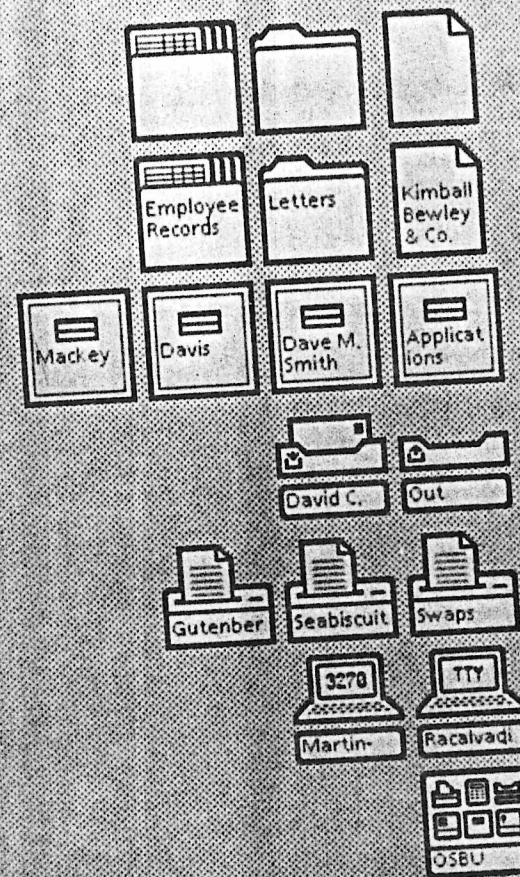 Employee
Records
Letters
Kimball
Bewley
& Co.
Mackey
Davis
Dave M.
Smith
Applicat
ions
David C.
Out
Gutenber
Seabiscuit
Swaps
3270
TTY
Martin-
Racalvadi
OSBU